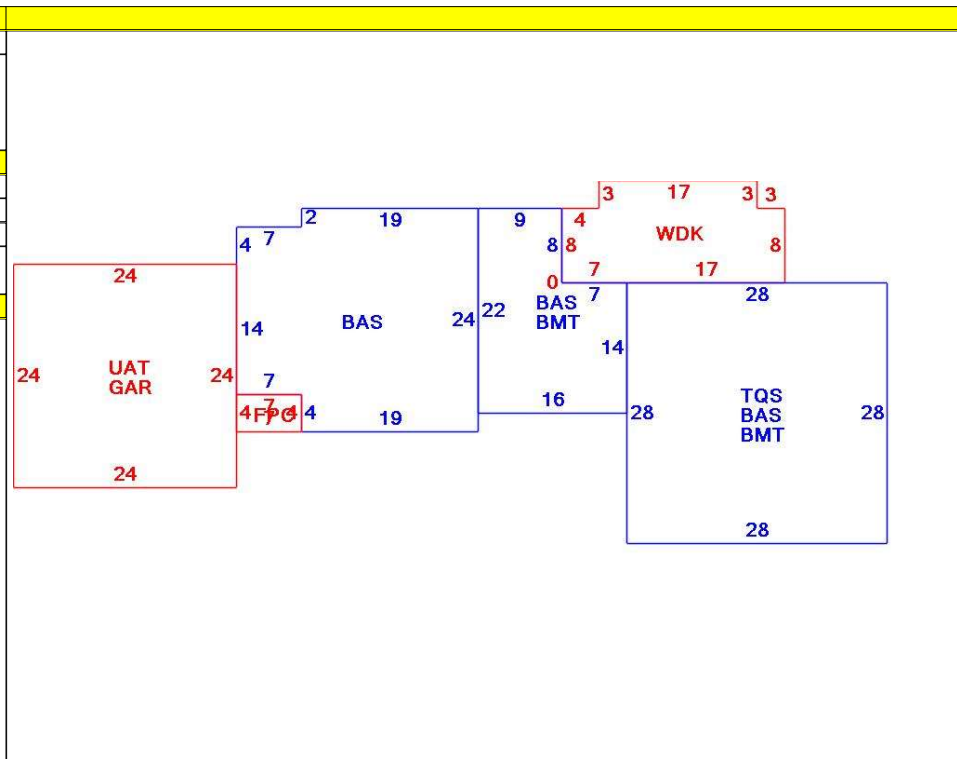 3 17 3 3
2 19 9 4
4 7 8 8 WDK 8
24 0 7 17
BAS 7 28
14 BAS 24 22 BMT
24 UAT 24 14
GAR 7 16 TQS
4 7 4 4 19 28 BAS 28
FPO BMT
7
24 28